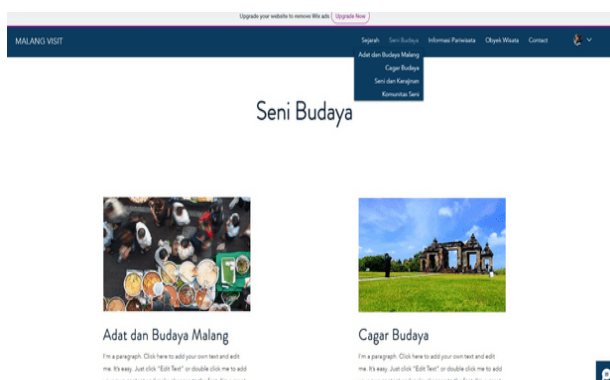 Upgrade your website to remove Wix ads Upgrade Now
MALANG VISIT
Sejarah Seni Budaya Informasi Pariwisata Obyek Wisata Contact
Adat dan Budaya Malang
Cagar Budaya
Seni dan Kerajinan
Komunitas Seni
Seni Budaya
Adat dan Budaya Malang
I'm a paragraph. Click here to add your own text and edit
me. It's easy. Just click "Edit Text" or double click me to add
Cagar Budaya
I'm a paragraph. Click here to add your own text and edit
me. It's easy. Just click "Edit Text" or double click me to add